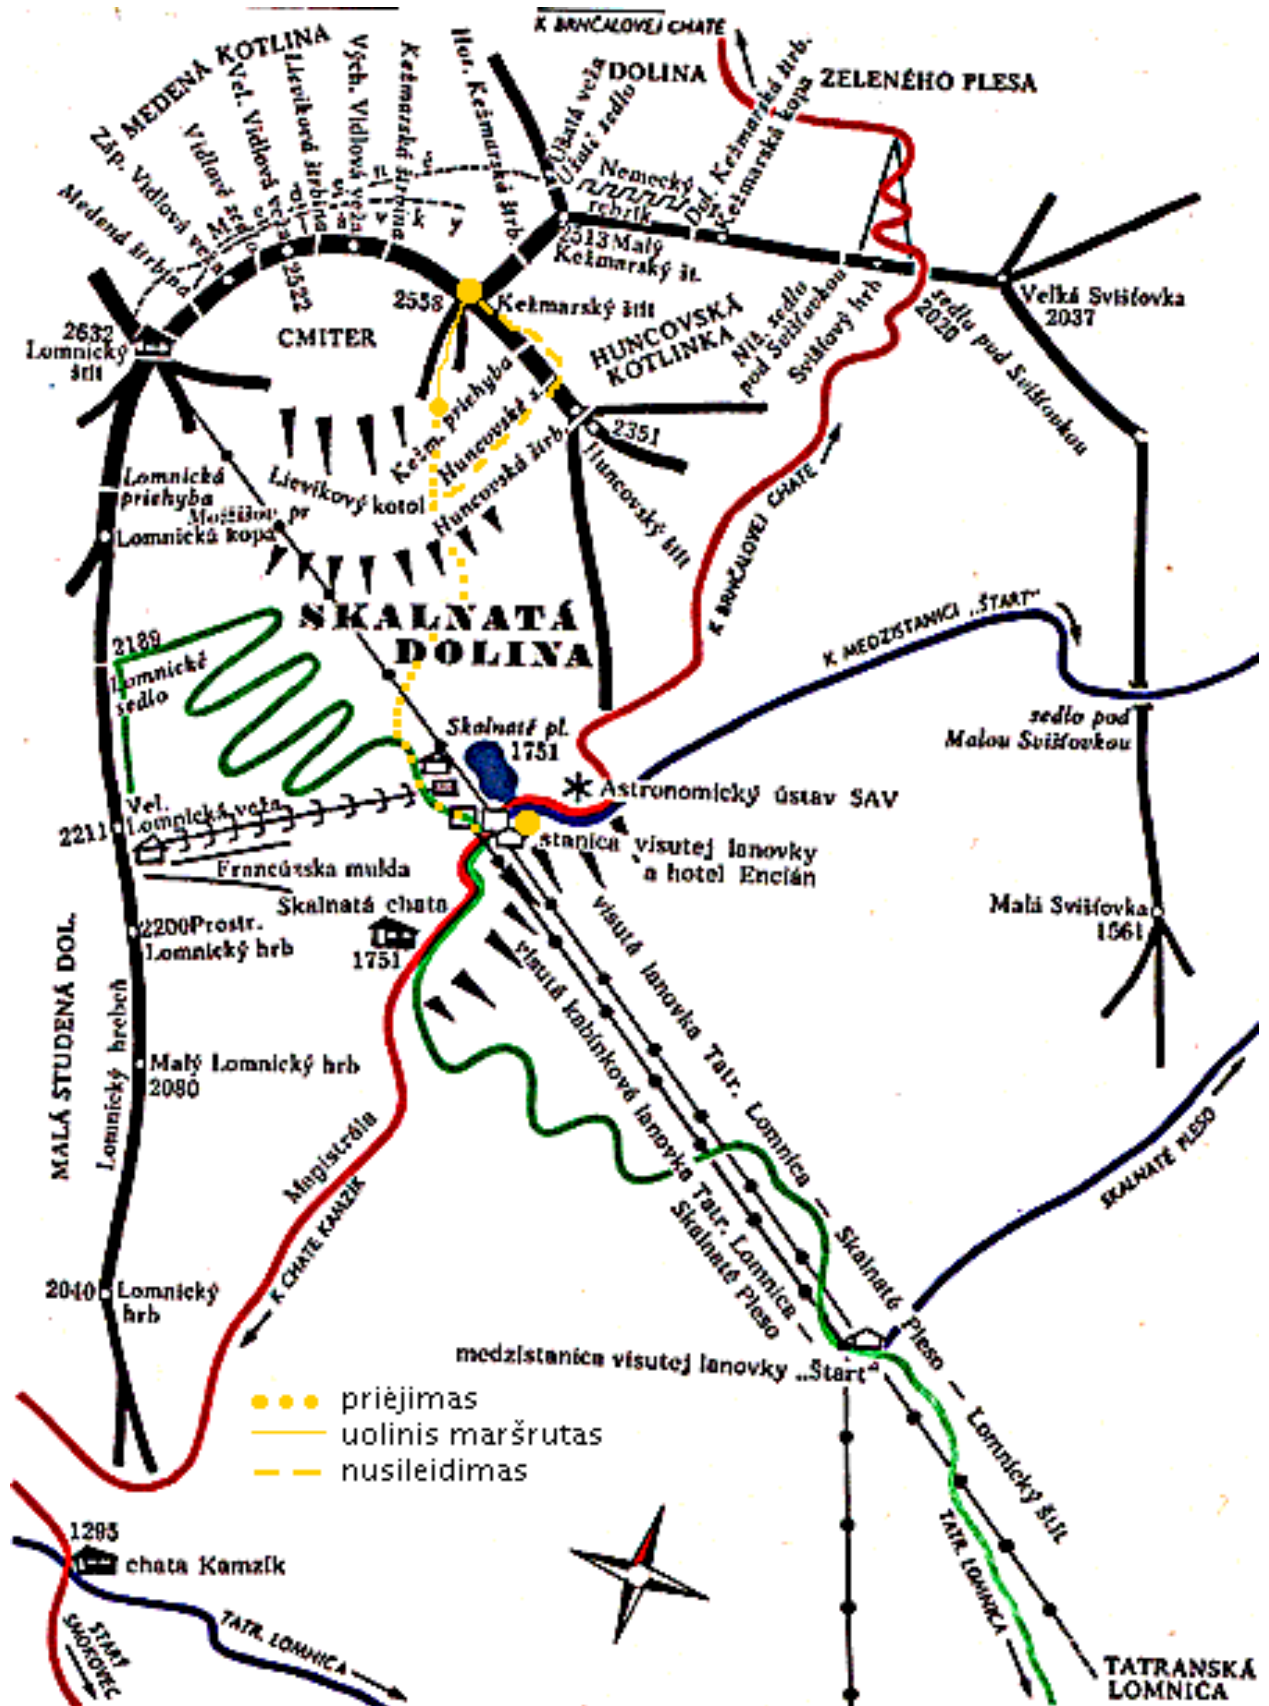 K BRNČALOVEJ CHATE
MEDENÁ KOTLINA
DOLINA
ZELENÉHO PLESA
Medená štrbina
Záp. Vidlová veža
Vidlové sedlo
Vel. Vidlová veža
Lievikova štrbina
Vých. Vidlová veža
Kežmarská štrbina
Hor. Kežmarská štrb.
Uhalá veža
Nemecký
rebrík
Dol. Kežmarská štrb.
Kežmarská kopa
2513 Malý
Kežmarský št.
2632
Lomnický
štít
2522
2558
Kežmarský štít
CMITER
HUNCOVSKÁ
KOTLINKA
Niž. sedlo
pod Svišťovkou
Svišťový hrb
sedlo pod Svišťovkou
2020
Veľká Svišťovka
2037
Kežm. priehyba
Huncovské s.
Huncovská štrb.
2351
Huncovský štít
Lievikový kotol
Lomnická
priehyba
Lomnická kopa
SKALNATÁ
DOLINA
2189
Lomnické
sedlo
K BRNČALOVEJ CHATE
K MEDZISTANICI „ŠTART"
sedlo pod
Malou Svišťovkou
Skalnaté pl.
1751
Astronomický ústav SAV
Vel.
Lomnická veža
2211
stanica visutej lanovky
a hotel Encián
Francúzska mulda
Skalnatá chata
1751
2200 Prostr.
Lomnický hrb
MALÁ STUDENÁ DOL.
Lomnický hrebeň
Malý Lomnický hrb
2080
Malá Svišťovka
1561
visutá lanovka Tatr. Lomnica — Skalnaté Pleso — Lomnický štít
visutá kabínková lanovka Tatr. Lomnica —
Skalnaté Pleso
Magistrála
K CHATE KAMZÍK
SKALNATÉ PLESO
2040
Lomnický
hrb
medzistanica visutej lanovky „Štart"
priėjimas
uolinis maršrutas
nusileidimas
1295
chata Kamzík
STARÝ
SMOKOVEC
TATR. LOMNICA
TATR. LOMNICA
TATRANSKÁ
LOMNICA